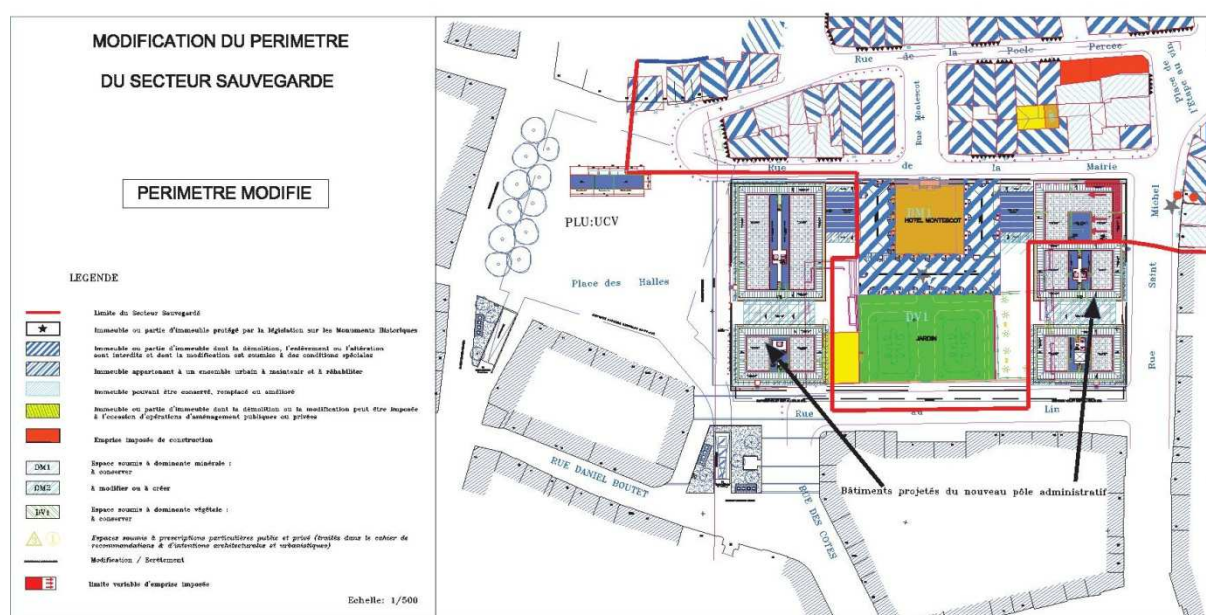 MODIFICATION DU PERIMETRE
DU SECTEUR SAUVEGARDE
PERIMETRE MODIFIE
LEGENDE
Limite du Secteur Sauvegardé
Immeuble ou partie d'immeuble protégé par la législation sur les Monuments Historiques
Immeuble ou partie d'immeuble dont la démolition, l'enlèvement ou l'altération
sont interdits et dont la modification est soumise à des conditions spéciales
Immeuble appartenant à un ensemble urbain à maintenir et à réhabiliter
Immeuble pouvant être conservé, remplacé ou amélioré
Immeuble ou partie d'immeuble dont la démolition ou la modification peut être imposée
à l'occasion d'opérations d'aménagement publiques ou privées
Emprise imposée de construction
DM1
Espace soumis à dominante minérale :
à conserver
DM2
à modifier ou à créer
DV1
Espace soumis à dominante végétale :
à conserver
Espaces soumis à prescriptions particulières public et privé (traités dans le cahier de
recommandations & d'intentions architecturales et urbanistiques)
Modification / Ecrêtement
limite variable d'emprise imposée
Echelle: 1/500
Rue de la Poele Percée
Place de
l'Etape au vin
Rue Montescot
Rue de la Mairie
PLU:UCV
Place des Halles
DM1
HOTEL MONTESCOT
DV1
JARDIN
Rue Saint Michel
Rue au Lin
RUE DANIEL BOUTET
RUE DES COTES
Bâtiments projetés du nouveau pôle administratif